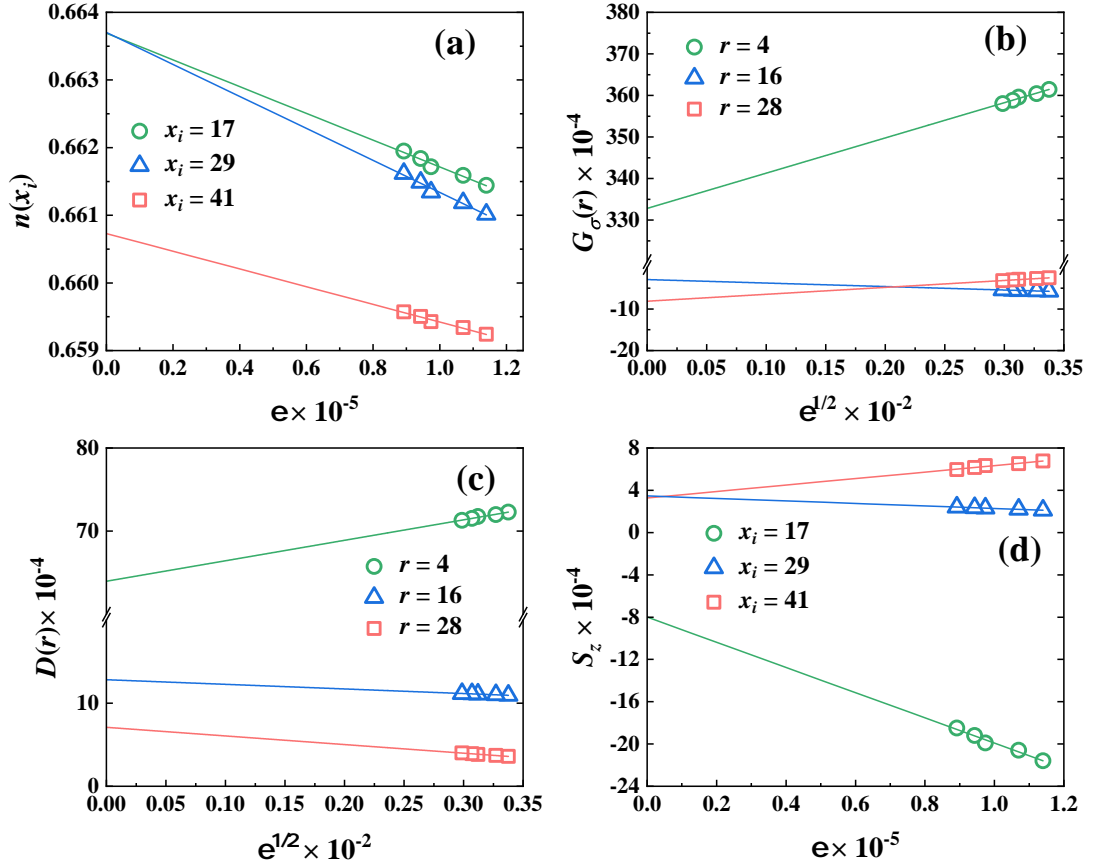 (a)
n(x_i)
0.664
0.663
0.662
0.661
0.660
0.659
x_i = 17
x_i = 29
x_i = 41
0.0 0.2 0.4 0.6 0.8 1.0 1.2
e × 10^-5
(b)
G_σ(r) × 10^-4
380
370
360
350
340
330
-10
-20
r = 4
r = 16
r = 28
0.00 0.05 0.10 0.15 0.20 0.25 0.30 0.35
e^1/2 × 10^-2
(c)
D(r) × 10^-4
80
70
10
0
r = 4
r = 16
r = 28
0.00 0.05 0.10 0.15 0.20 0.25 0.30 0.35
e^1/2 × 10^-2
(d)
S_z × 10^-4
8
4
0
-4
-8
-12
-16
-20
-24
x_i = 17
x_i = 29
x_i = 41
0.0 0.2 0.4 0.6 0.8 1.0 1.2
e × 10^-5